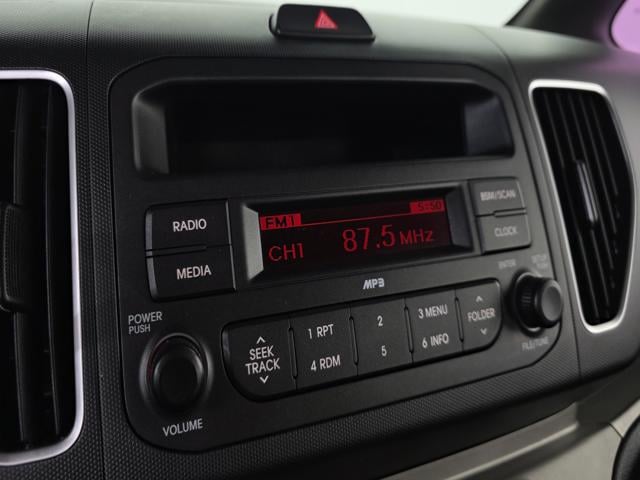 FM1 5:50
CH1 87.5 MHz
BSM/SCAN
RADIO
CLOCK
MEDIA
MP3
ENTER
SETUP
PUSH
POWER
PUSH
SEEK
TRACK
1 RPT
2
3 MENU
FOLDER
4 RDM
5
6 INFO
VOLUME
FILE/TUNE